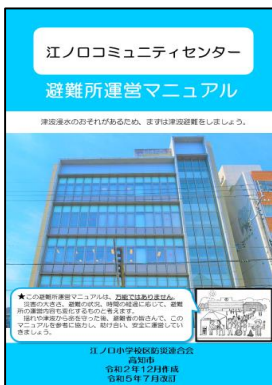 江ノ口コミュニティセンター
避難所運営マニュアル
津波浸水のおそれがあるため、まずは津波避難をしましょう。
★この避難所運営マニュアルは、万能ではありません。
災害の大きさ、避難の状況、時間の経過に応じて、避難
所の運営内容も変化するものと考えます。
揺れや津波から命を守った後、避難者の皆さんで、この
マニュアルを参考に協力し、助け合い、安全に運営してい
きましょう。
江ノ口小学校区防災連合会
高知市
令和2年12月作成
令和5年7月改訂